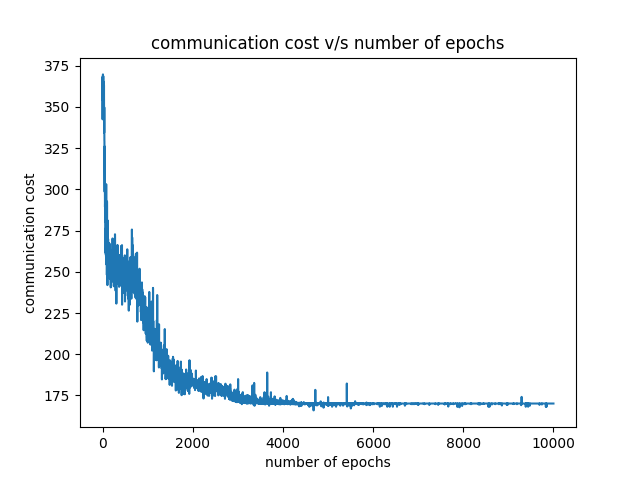 communication cost v/s number of epochs
375
350
325
300
275
250
225
200
175
communication cost
0 2000 4000 6000 8000 10000
number of epochs